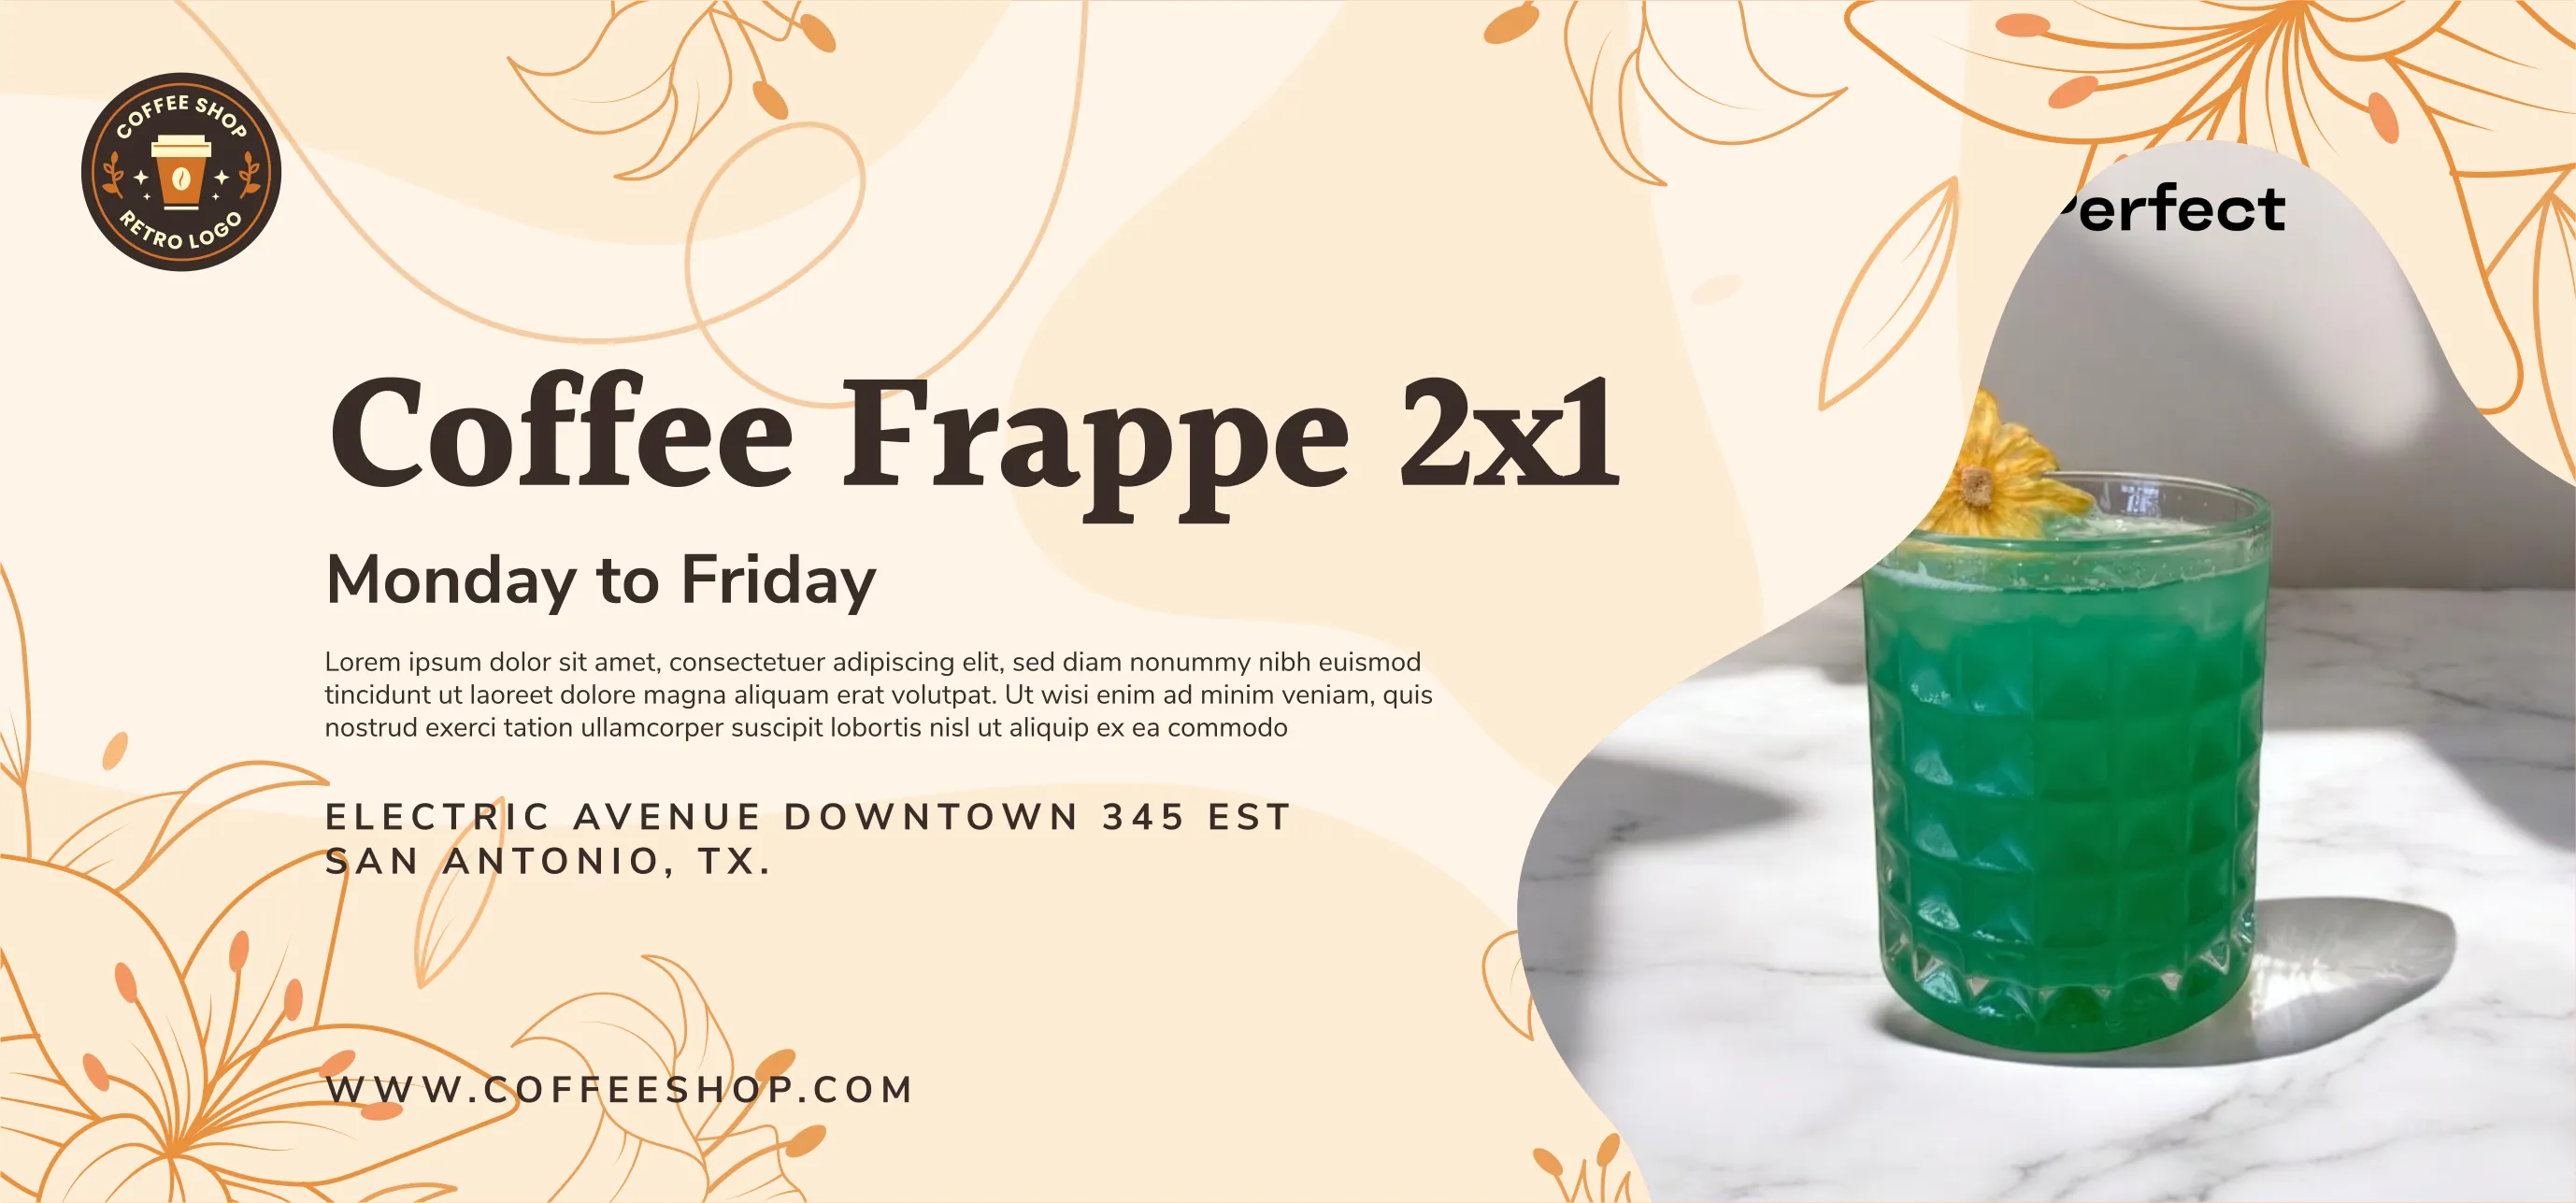 COFFEE SHOP
RETRO LOGO
Perfect
Coffee Frappe 2x1
Monday to Friday
Lorem ipsum dolor sit amet, consectetuer adipiscing elit, sed diam nonummy nibh euismod
tincidunt ut laoreet dolore magna aliquam erat volutpat. Ut wisi enim ad minim veniam, quis
nostrud exerci tation ullamcorper suscipit lobortis nisl ut aliquip ex ea commodo
ELECTRIC AVENUE DOWNTOWN 345 EST
SAN ANTONIO, TX.
WWW.COFFEESHOP.COM